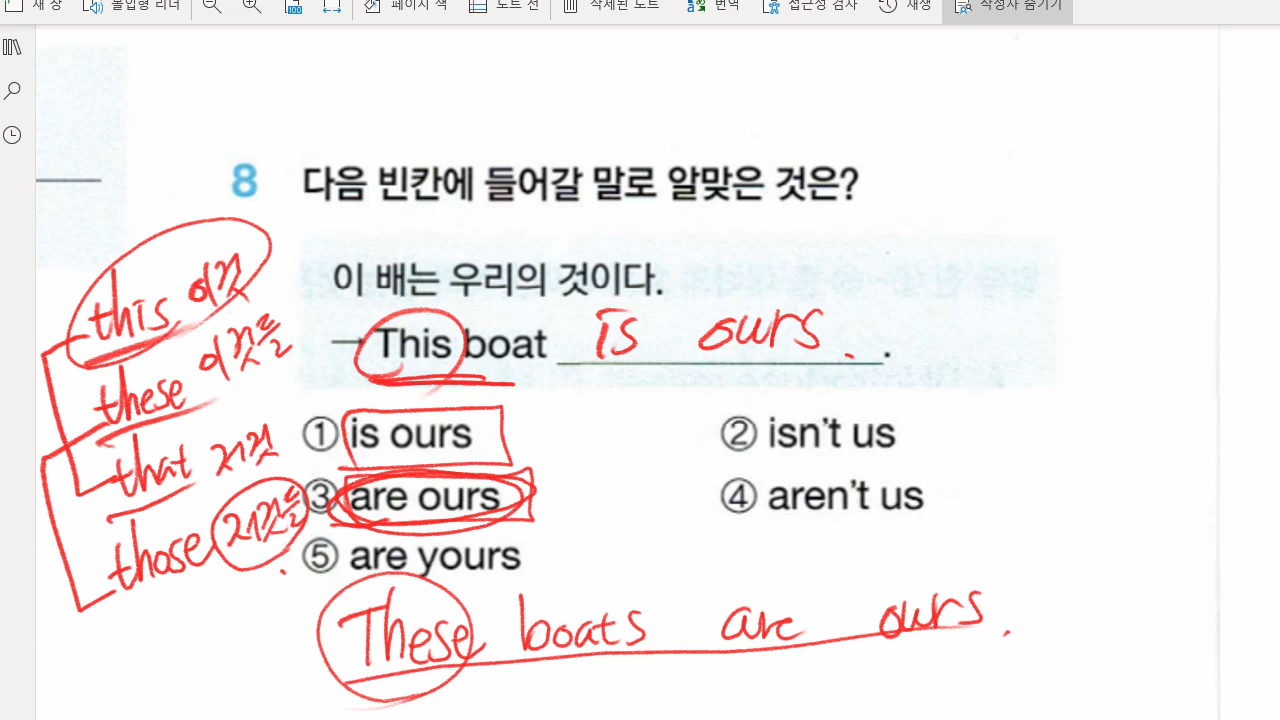 새 창 몰입형 리더 페이지 색 노트 선 삭제된 노트 번역 접근성 검사 재생 작성자 숨기기
8 다음 빈칸에 들어갈 말로 알맞은 것은?
이 배는 우리의 것이다.
→ This boat is ours.
this 이것
these 이것들
that 저것
those 저것들.
① is ours
② isn't us
③ are ours
④ aren't us
⑤ are yours
These boats are ours.